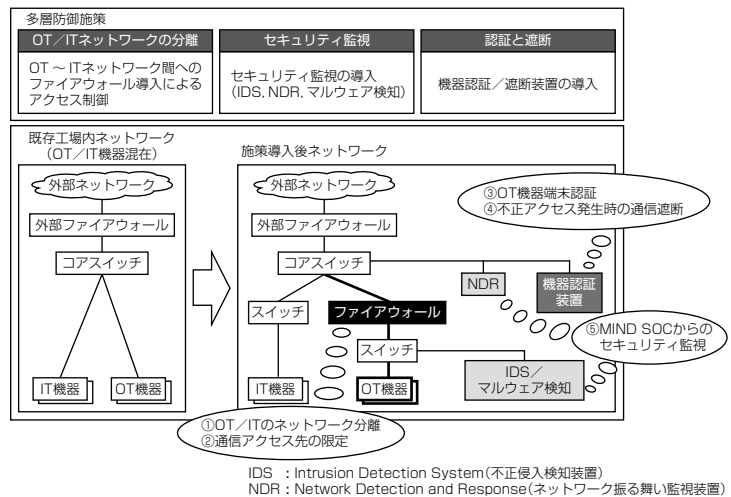 多層防御施策
OT／ITネットワークの分離
セキュリティ監視
認証と遮断
OT ～ ITネットワーク間への
ファイアウォール導入による
アクセス制御
セキュリティ監視の導入
（IDS，NDR，マルウェア検知）
機器認証／遮断装置の導入
既存工場内ネットワーク
（OT／IT機器混在）
外部ネットワーク
外部ファイアウォール
コアスイッチ
IT機器
OT機器
施策導入後ネットワーク
外部ネットワーク
外部ファイアウォール
コアスイッチ
スイッチ
ファイアウォール
スイッチ
IT機器
OT機器
NDR
機器認証
装置
IDS／
マルウェア検知
③OT機器端末認証
④不正アクセス発生時の通信遮断
⑤MIND SOCからの
セキュリティ監視
①OT／ITのネットワーク分離
②通信アクセス先の限定
IDS ：Intrusion Detection System（不正侵入検知装置）
NDR：Network Detection and Response（ネットワーク振る舞い監視装置）